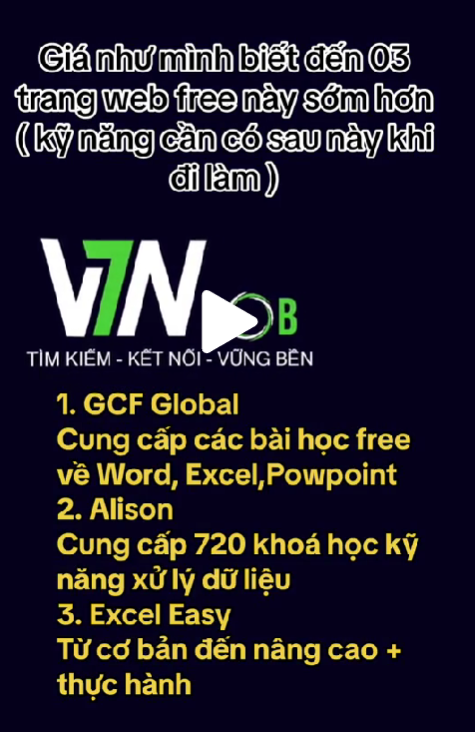 Giá như mình biết đến 03
trang web free này sớm hơn
( kỹ năng cần có sau này khi
đi làm )
V7N
B
TÌM KIẾM - KẾT NỐI - VỮNG BỀN
1. GCF Global
Cung cấp các bài học free
về Word, Excel,Powpoint
2. Alison
Cung cấp 720 khoá học kỹ
năng xử lý dữ liệu
3. Excel Easy
Từ cơ bản đến nâng cao +
thực hành